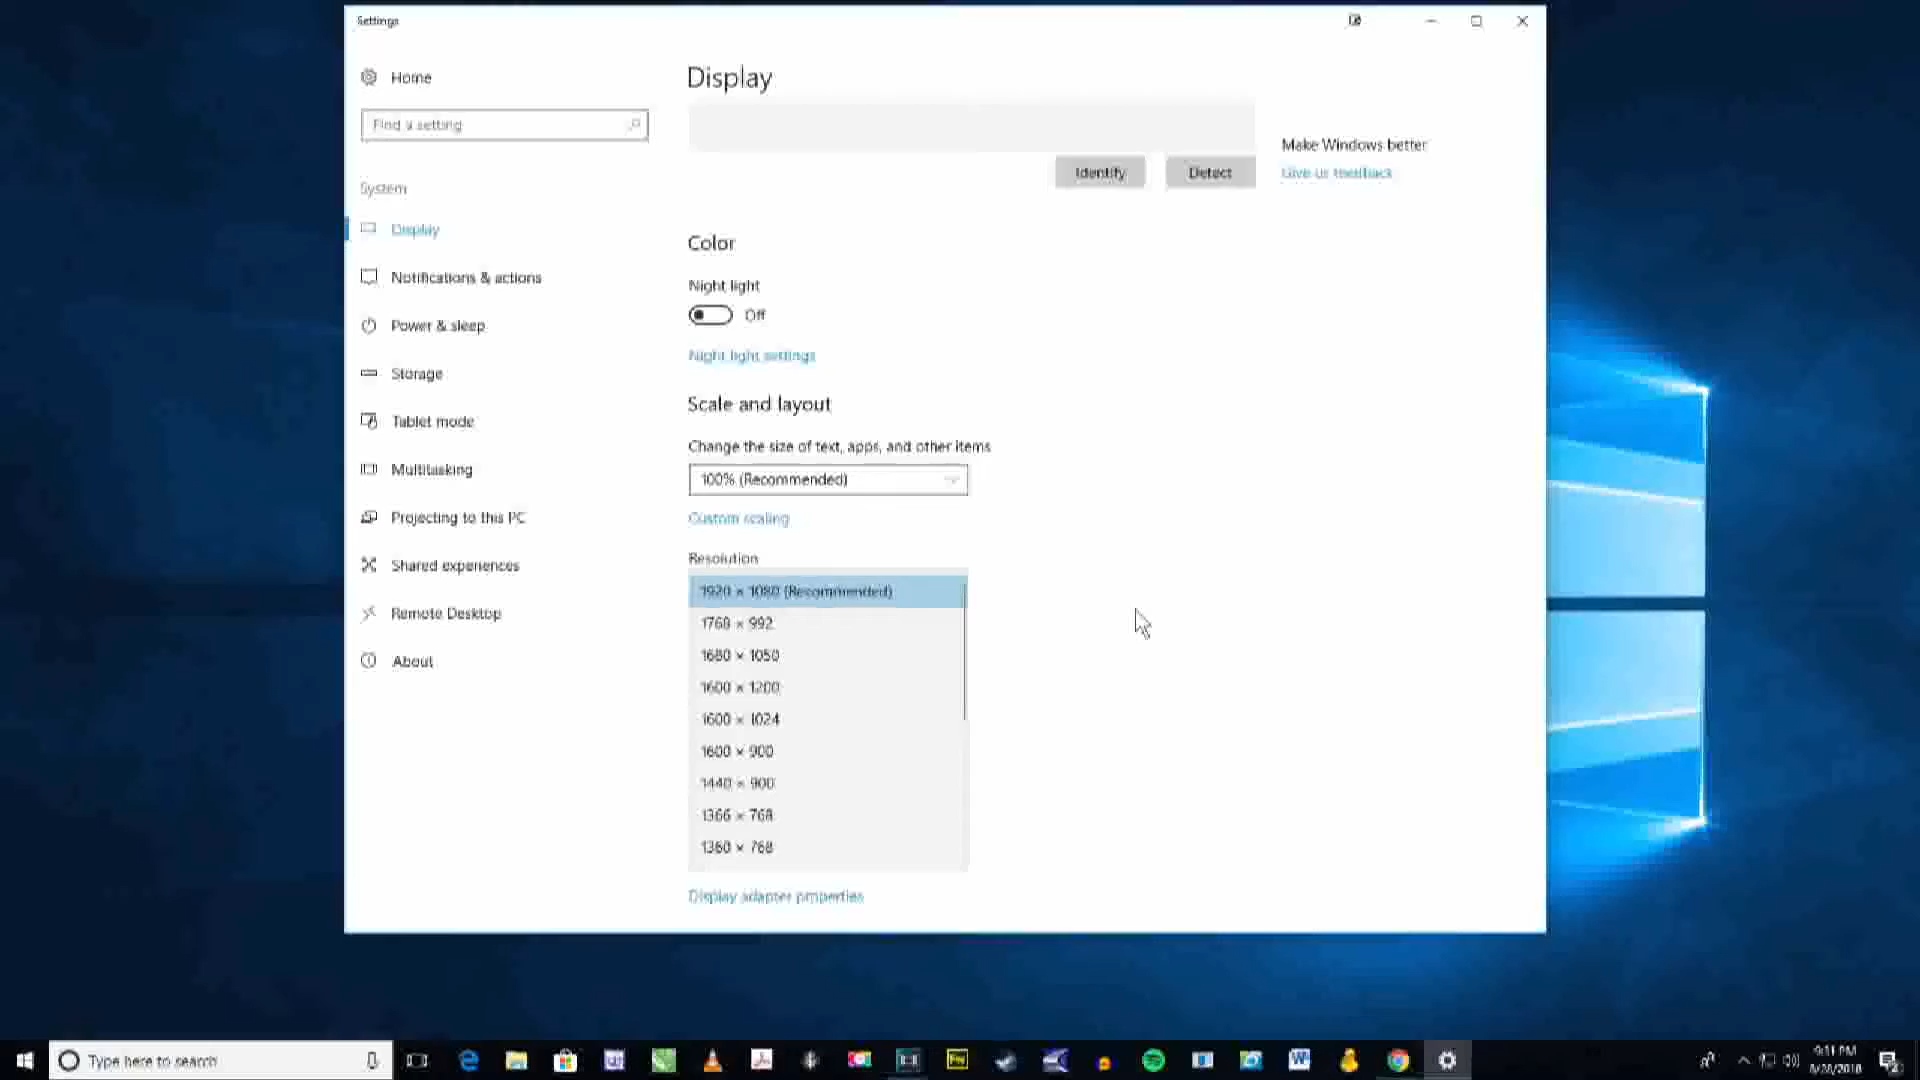 Settings
Home
Find a setting
System
Display
Notifications & actions
Power & sleep
Storage
Tablet mode
Multitasking
Projecting to this PC
Shared experiences
Remote Desktop
About
Display
Identify
Detect
Make Windows better
Give us feedback
Color
Night light
Off
Night light settings
Scale and layout
Change the size of text, apps, and other items
100% (Recommended)
Custom scaling
Resolution
1920 × 1080 (Recommended)
1768 × 992
1680 × 1050
1600 × 1200
1600 × 1024
1600 × 900
1440 × 900
1366 × 768
1360 × 768
Display adapter properties
Type here to search
9:31 PM